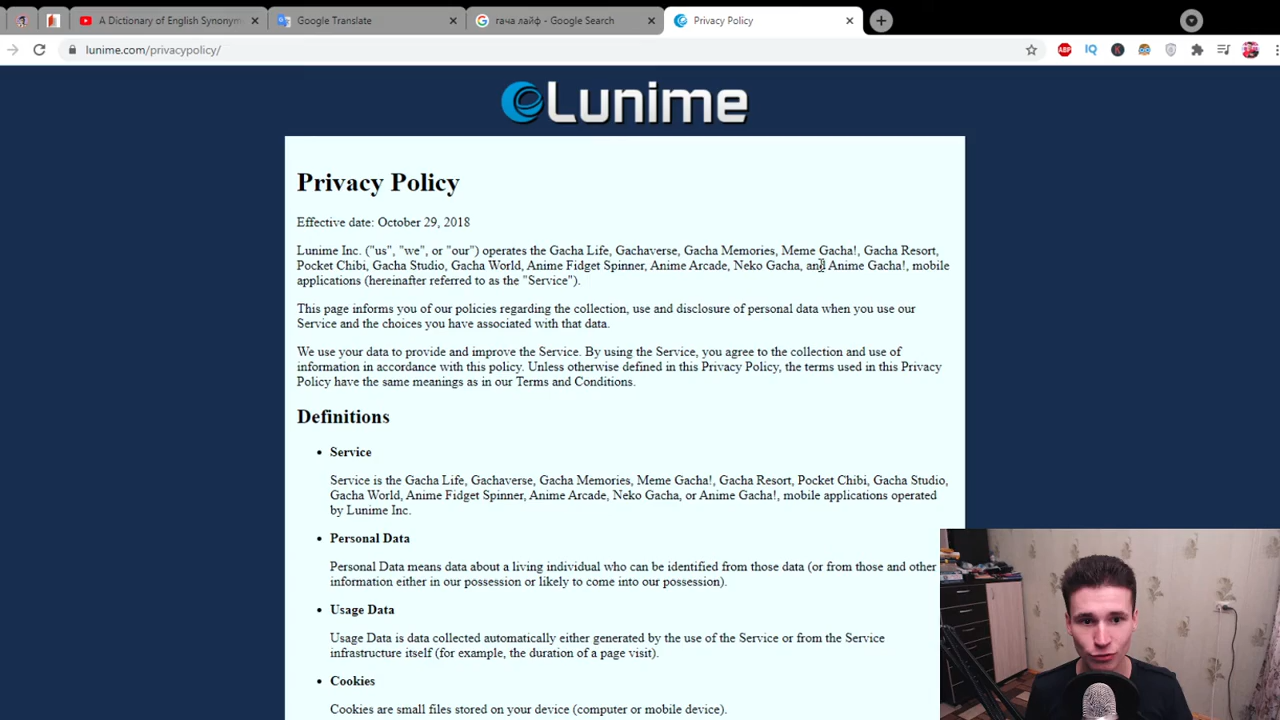 A Dictionary of English Synonym
Google Translate
гача лайф - Google Search
Privacy Policy
lunime.com/privacypolicy/
ABP
IQ
K
Lunime
Privacy Policy
Effective date: October 29, 2018
Lunime Inc. ("us", "we", or "our") operates the Gacha Life, Gachaverse, Gacha Memories, Meme Gacha!, Gacha Resort,
Pocket Chibi, Gacha Studio, Gacha World, Anime Fidget Spinner, Anime Arcade, Neko Gacha, and Anime Gacha!, mobile
applications (hereinafter referred to as the "Service").
This page informs you of our policies regarding the collection, use and disclosure of personal data when you use our
Service and the choices you have associated with that data.
We use your data to provide and improve the Service. By using the Service, you agree to the collection and use of
information in accordance with this policy. Unless otherwise defined in this Privacy Policy, the terms used in this Privacy
Policy have the same meanings as in our Terms and Conditions.
Definitions
• Service
Service is the Gacha Life, Gachaverse, Gacha Memories, Meme Gacha!, Gacha Resort, Pocket Chibi, Gacha Studio,
Gacha World, Anime Fidget Spinner, Anime Arcade, Neko Gacha, or Anime Gacha!, mobile applications operated
by Lunime Inc.
• Personal Data
Personal Data means data about a living individual who can be identified from those data (or from those and other
information either in our possession or likely to come into our possession).
• Usage Data
Usage Data is data collected automatically either generated by the use of the Service or from the Service
infrastructure itself (for example, the duration of a page visit).
• Cookies
Cookies are small files stored on your device (computer or mobile device).